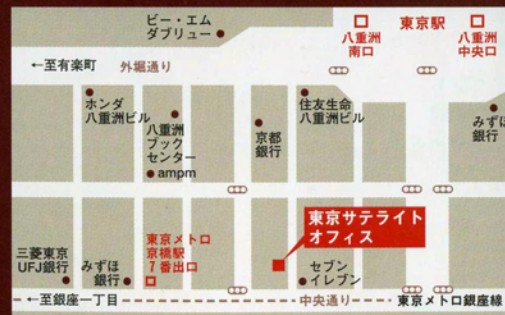 ビー・エム
ダブリュー
東京駅
八重洲
南口
八重洲
中央口
←至有楽町
外堀通り
ホンダ
八重洲ビル
八重洲
ブック
センター
ampm
京都
銀行
住友生命
八重洲ビル
みずほ
銀行
東京サテライト
オフィス
三菱東京
UFJ銀行
みずほ
銀行
東京メトロ
京橋駅
7番出口
セブン
イレブン
←至銀座一丁目
中央通り
東京メトロ銀座線